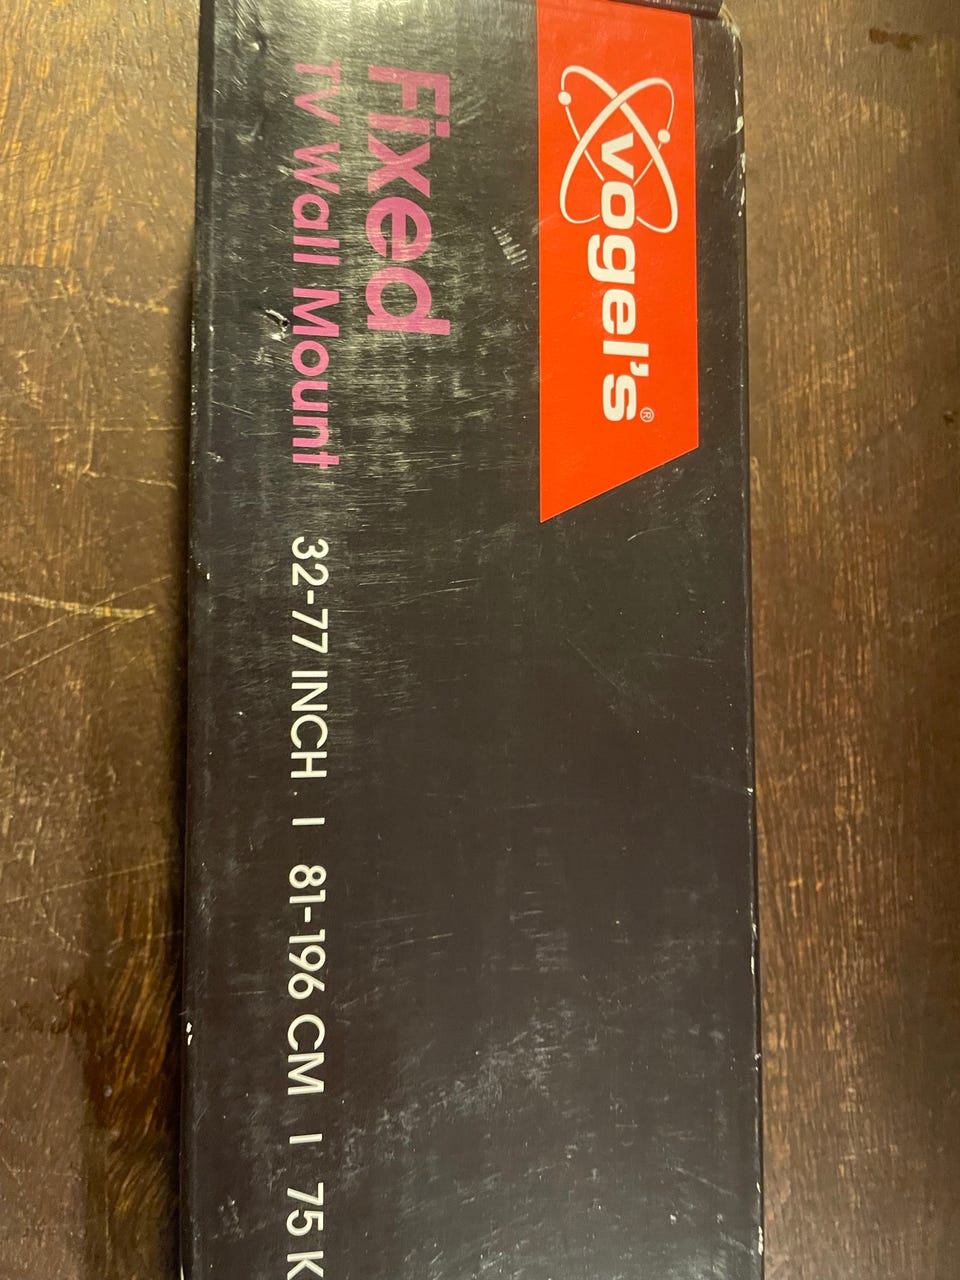 vogel's®
Fixed
TV Wall Mount 32-77 INCH | 81-196 CM | 75 K